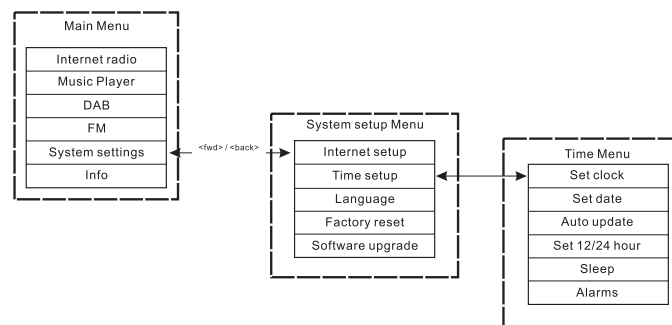 Main Menu
Internet radio
Music Player
DAB
FM
System settings
Info
<fwd> / <back>
System setup Menu
Internet setup
Time setup
Language
Factory reset
Software upgrade
Time Menu
Set clock
Set date
Auto update
Set 12/24 hour
Sleep
Alarms